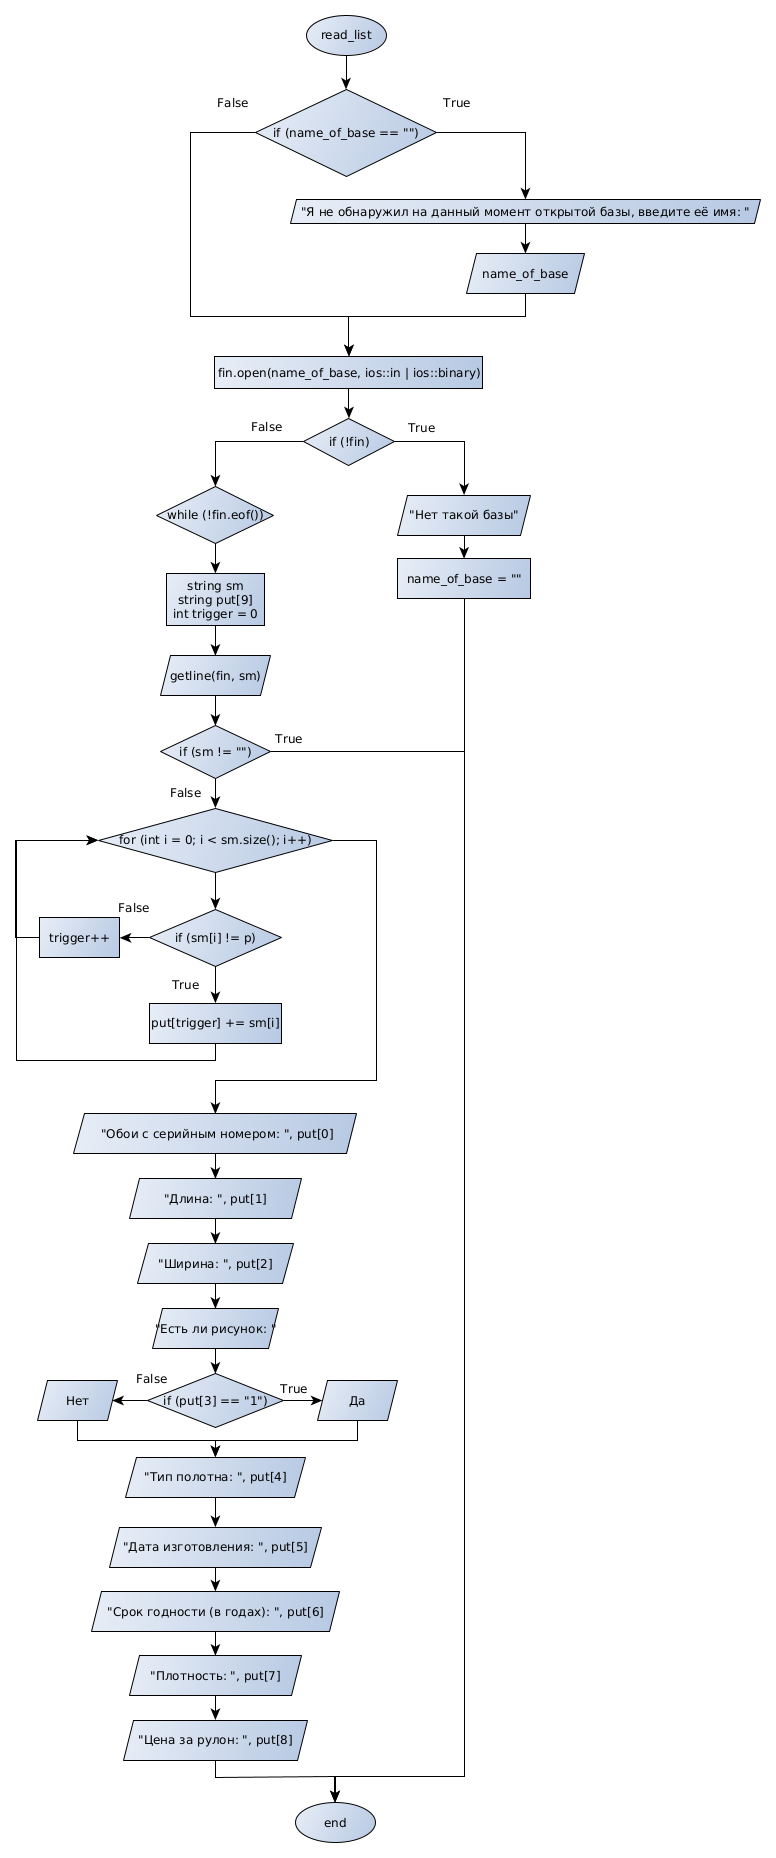 read_list
False
True
if (name_of_base == "")
"Я не обнаружил на данный момент открытой базы, введите её имя: "
name_of_base
fin.open(name_of_base, ios::in | ios::binary)
False
True
if (!fin)
while (!fin.eof())
"Нет такой базы"
name_of_base = ""
string sm
string put[9]
int trigger = 0
getline(fin, sm)
if (sm != "")
True
False
for (int i = 0; i < sm.size(); i++)
False
trigger++
if (sm[i] != p)
True
put[trigger] += sm[i]
"Обои с серийным номером: ", put[0]
"Длина: ", put[1]
"Ширина: ", put[2]
"Есть ли рисунок: "
False
True
Нет
if (put[3] == "1")
Да
"Тип полотна: ", put[4]
"Дата изготовления: ", put[5]
"Срок годности (в годах): ", put[6]
"Плотность: ", put[7]
"Цена за рулон: ", put[8]
end